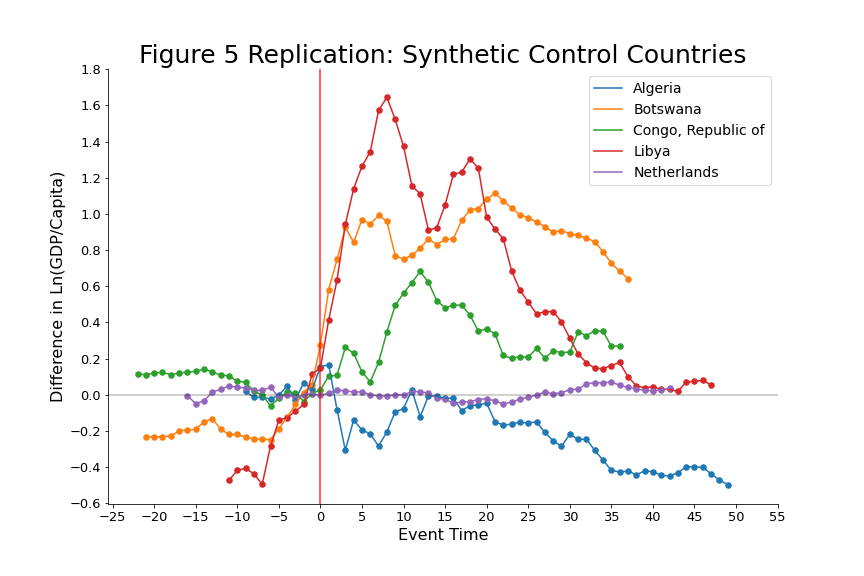 Figure 5 Replication: Synthetic Control Countries
1.8
1.6
1.4
1.2
1.0
0.8
0.6
0.4
0.2
0.0
−0.2
−0.4
−0.6
Difference in Ln(GDP/Capita)
Algeria
Botswana
Congo, Republic of
Libya
Netherlands
−25 −20 −15 −10 −5 0 5 10 15 20 25 30 35 40 45 50 55
Event Time